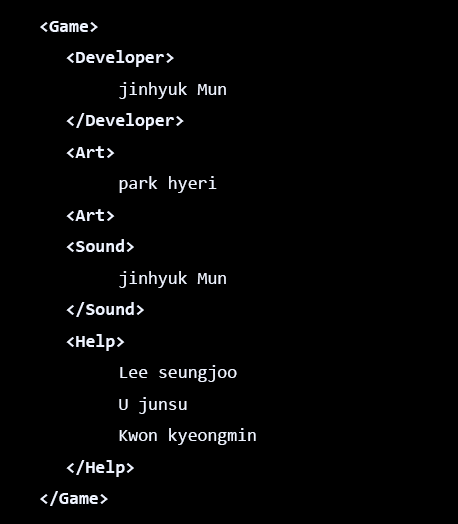 <Game>
<Developer>
jinhyuk Mun
</Developer>
<Art>
park hyeri
<Art>
<Sound>
jinhyuk Mun
</Sound>
<Help>
Lee seungjoo
U junsu
Kwon kyeongmin
</Help>
</Game>